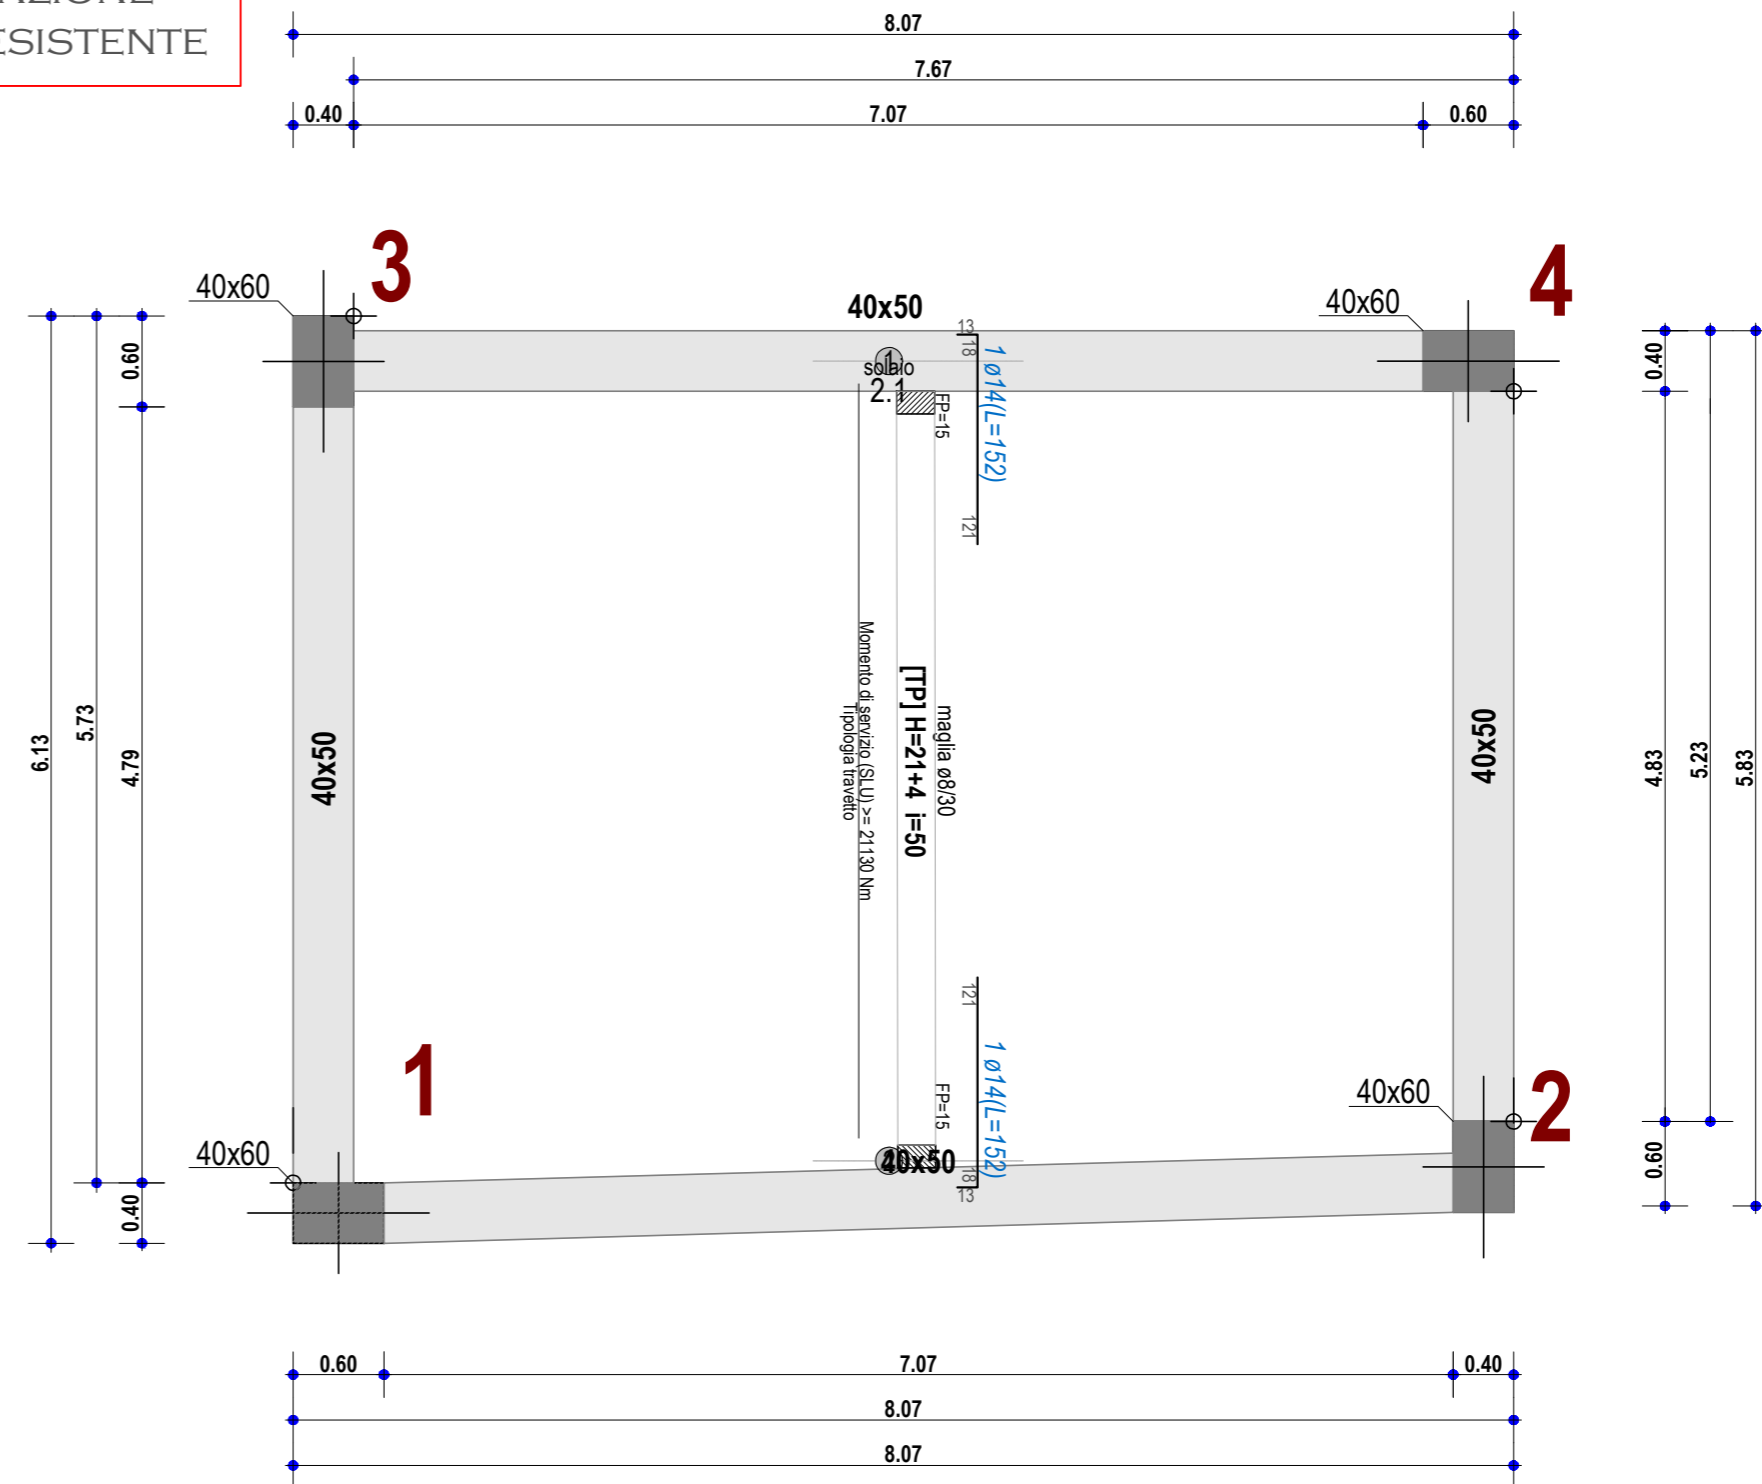 ESISTENTE
8.07
7.67
0.40
7.07
0.60
3
4
40x60
40x50
40x60
13
18
1
solaio
2.1
FP=15
1 ø14(L=152)
121
0.60
0.40
6.13
5.73
4.79
40x50
Momento di servizio (SLU) >= 21130 Nm
Tipologia travetto
[TP] H=21+4 i=50
maglia ø8/30
40x50
4.83
5.23
5.83
121
1 ø14(L=152)
FP=15
1
2
40x60
40x60
40x50
18
13
0.40
0.60
0.60
7.07
0.40
8.07
8.07